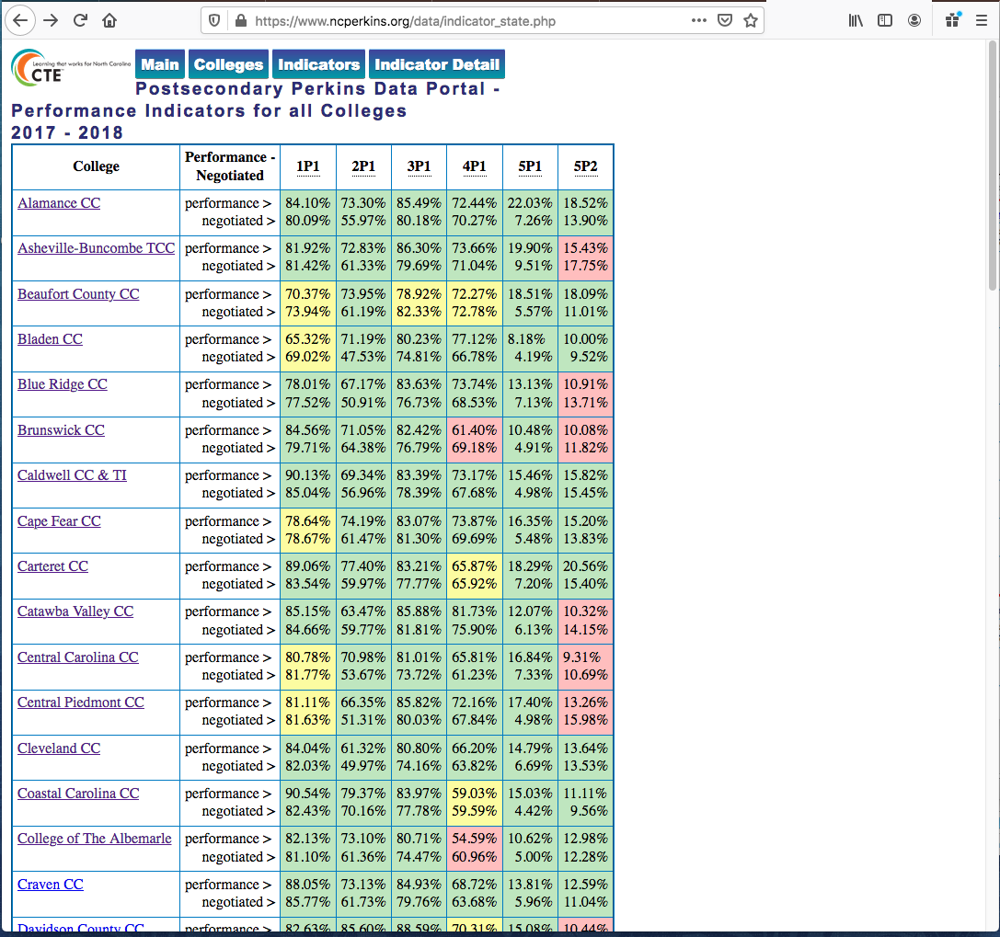 https://www.ncperkins.org/data/indicator_state.php
Learning that works for North Carolina
CTE
Main Colleges Indicators Indicator Detail
Postsecondary Perkins Data Portal -
Performance Indicators for all Colleges
2017 - 2018
College Performance - Negotiated 1P1 2P1 3P1 4P1 5P1 5P2
Alamance CC performance > 84.10% 73.30% 85.49% 72.44% 22.03% 18.52%
negotiated > 80.09% 55.97% 80.18% 70.27% 7.26% 13.90%
Asheville-Buncombe TCC performance > 81.92% 72.83% 86.30% 73.66% 19.90% 15.43%
negotiated > 81.42% 61.33% 79.69% 71.04% 9.51% 17.75%
Beaufort County CC performance > 70.37% 73.95% 78.92% 72.27% 18.51% 18.09%
negotiated > 73.94% 61.19% 82.33% 72.78% 5.57% 11.01%
Bladen CC performance > 65.32% 71.19% 80.23% 77.12% 8.18% 10.00%
negotiated > 69.02% 47.53% 74.81% 66.78% 4.19% 9.52%
Blue Ridge CC performance > 78.01% 67.17% 83.63% 73.74% 13.13% 10.91%
negotiated > 77.52% 50.91% 76.73% 68.53% 7.13% 13.71%
Brunswick CC performance > 84.56% 71.05% 82.42% 61.40% 10.48% 10.08%
negotiated > 79.71% 64.38% 76.79% 69.18% 4.91% 11.82%
Caldwell CC & TI performance > 90.13% 69.34% 83.39% 73.17% 15.46% 15.82%
negotiated > 85.04% 56.96% 78.39% 67.68% 4.98% 15.45%
Cape Fear CC performance > 78.64% 74.19% 83.07% 73.87% 16.35% 15.20%
negotiated > 78.67% 61.47% 81.30% 69.69% 5.48% 13.83%
Carteret CC performance > 89.06% 77.40% 83.21% 65.87% 18.29% 20.56%
negotiated > 83.54% 59.97% 77.77% 65.92% 7.20% 15.40%
Catawba Valley CC performance > 85.15% 63.47% 85.88% 81.73% 12.07% 10.32%
negotiated > 84.66% 59.77% 81.81% 75.90% 6.13% 14.15%
Central Carolina CC performance > 80.78% 70.98% 81.01% 65.81% 16.84% 9.31%
negotiated > 81.77% 53.67% 73.72% 61.23% 7.33% 10.69%
Central Piedmont CC performance > 81.11% 66.35% 85.82% 72.16% 17.40% 13.26%
negotiated > 81.63% 51.31% 80.03% 67.84% 4.98% 15.98%
Cleveland CC performance > 84.04% 61.32% 80.80% 66.20% 14.79% 13.64%
negotiated > 82.03% 49.97% 74.16% 63.82% 6.69% 13.53%
Coastal Carolina CC performance > 90.54% 79.37% 83.97% 59.03% 15.03% 11.11%
negotiated > 82.43% 70.16% 77.78% 59.59% 4.42% 9.56%
College of The Albemarle performance > 82.13% 73.10% 80.71% 54.59% 10.62% 12.98%
negotiated > 81.10% 61.36% 74.47% 60.96% 5.00% 12.28%
Craven CC performance > 88.05% 73.13% 84.93% 68.72% 13.81% 12.59%
negotiated > 85.77% 61.73% 79.76% 63.68% 5.96% 11.04%
Davidson County CC performance > 82.63% 85.60% 88.59% 70.31% 15.08% 10.44%